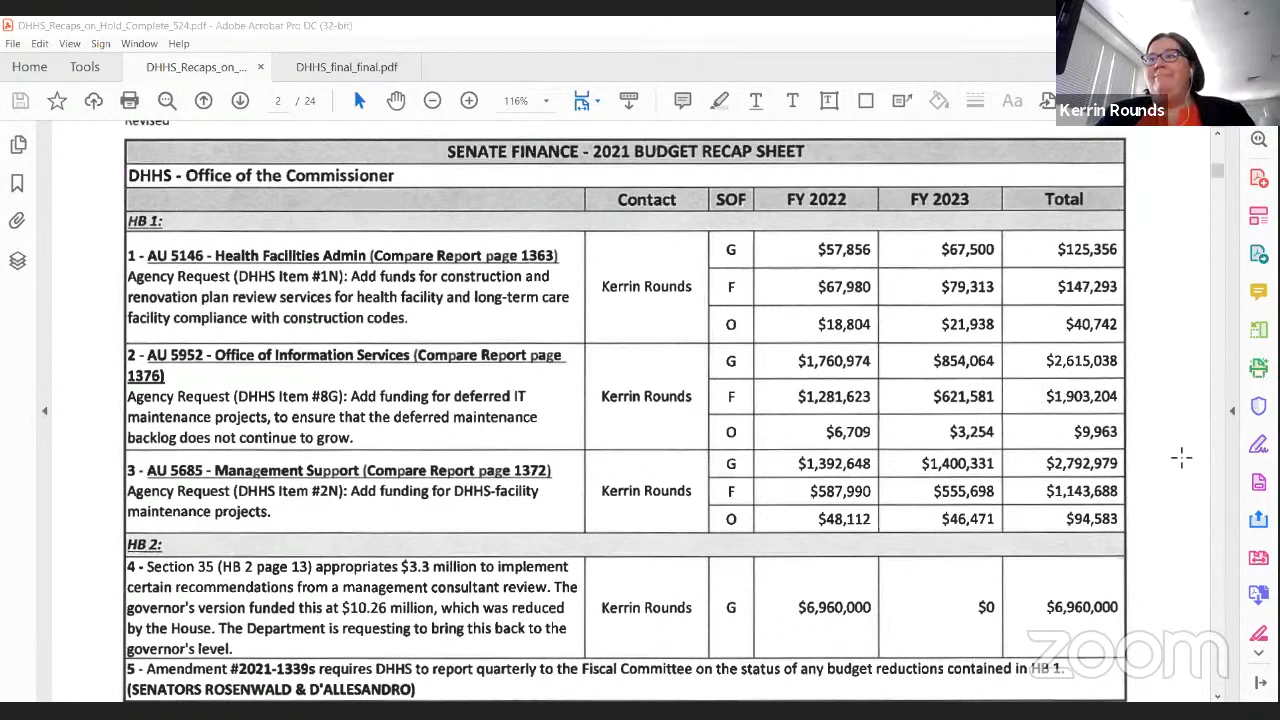 DHHS_Recaps_on_Hold_Complete_524.pdf - Adobe Acrobat Pro DC (32-bit)
File Edit View Sign Window Help
Home Tools DHHS_Recaps_on_... × DHHS_final_final.pdf
2 / 24 116%
Kerrin Rounds
Revised
SENATE FINANCE - 2021 BUDGET RECAP SHEET
DHHS - Office of the Commissioner
Contact SOF FY 2022 FY 2023 Total
HB 1:
1 - AU 5146 - Health Facilities Admin (Compare Report page 1363)
Agency Request (DHHS Item #1N): Add funds for construction and
renovation plan review services for health facility and long-term care
facility compliance with construction codes.
Kerrin Rounds
G $57,856 $67,500 $125,356
F $67,980 $79,313 $147,293
O $18,804 $21,938 $40,742
2 - AU 5952 - Office of Information Services (Compare Report page
1376)
Agency Request (DHHS Item #8G): Add funding for deferred IT
maintenance projects, to ensure that the deferred maintenance
backlog does not continue to grow.
Kerrin Rounds
G $1,760,974 $854,064 $2,615,038
F $1,281,623 $621,581 $1,903,204
O $6,709 $3,254 $9,963
3 - AU 5685 - Management Support (Compare Report page 1372)
Agency Request (DHHS Item #2N): Add funding for DHHS-facility
maintenance projects.
Kerrin Rounds
G $1,392,648 $1,400,331 $2,792,979
F $587,990 $555,698 $1,143,688
O $48,112 $46,471 $94,583
HB 2:
4 - Section 35 (HB 2 page 13) appropriates $3.3 million to implement
certain recommendations from a management consultant review. The
governor's version funded this at $10.26 million, which was reduced
by the House. The Department is requesting to bring this back to the
governor's level.
Kerrin Rounds
G $6,960,000 $0 $6,960,000
5 - Amendment #2021-1339s requires DHHS to report quarterly to the Fiscal Committee on the status of any budget reductions contained in HB 1.
(SENATORS ROSENWALD & D'ALLESANDRO)
zoom